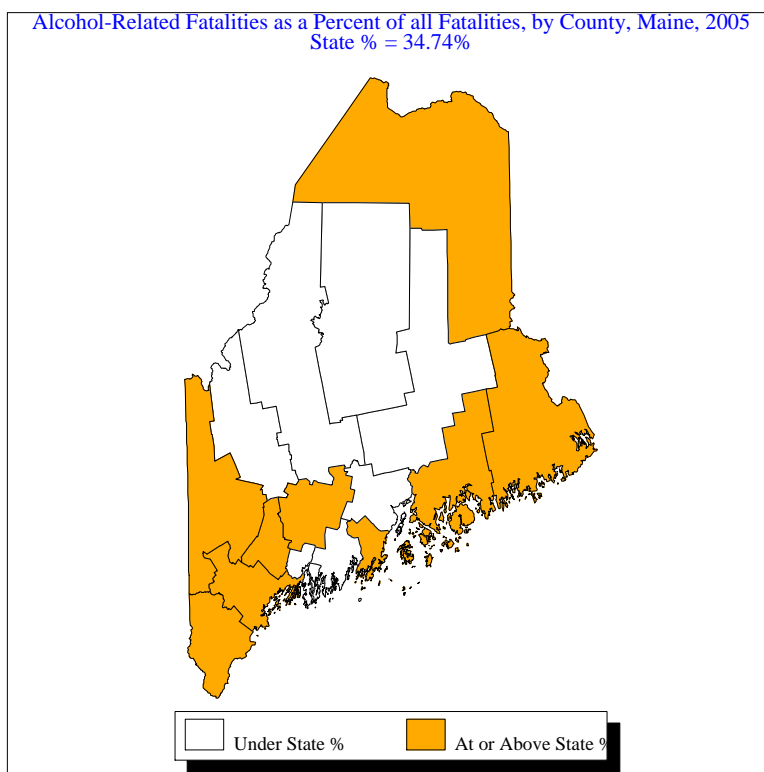 Alcohol-Related Fatalities as a Percent of all Fatalities, by County, Maine, 2005
State % = 34.74%
Under State % At or Above State %